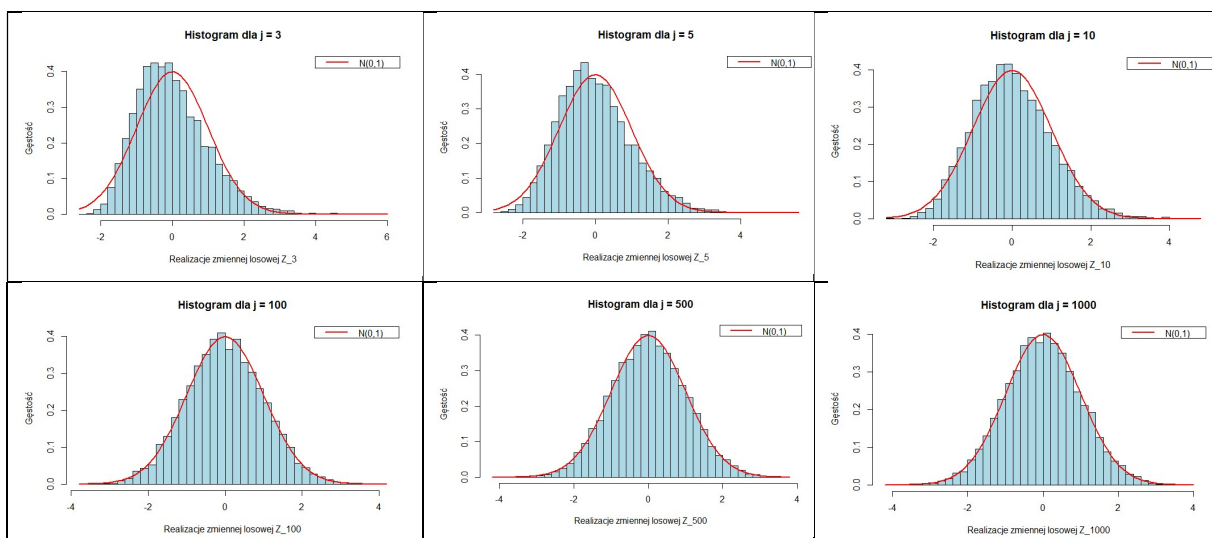 Histogram dla j = 3
N(0,1)
Gęstość
0.0 0.1 0.2 0.3 0.4
-2 0 2 4 6
Realizacje zmiennej losowej Z_3
Histogram dla j = 5
N(0,1)
Gęstość
0.0 0.1 0.2 0.3 0.4
-2 0 2 4
Realizacje zmiennej losowej Z_5
Histogram dla j = 10
N(0,1)
Gęstość
0.0 0.1 0.2 0.3 0.4
-2 0 2 4
Realizacje zmiennej losowej Z_10
Histogram dla j = 100
N(0,1)
Gęstość
0.0 0.1 0.2 0.3 0.4
-4 -2 0 2 4
Realizacje zmiennej losowej Z_100
Histogram dla j = 500
N(0,1)
Gęstość
0.0 0.1 0.2 0.3 0.4
-4 -2 0 2 4
Realizacje zmiennej losowej Z_500
Histogram dla j = 1000
N(0,1)
Gęstość
0.0 0.1 0.2 0.3 0.4
-4 -2 0 2 4
Realizacje zmiennej losowej Z_1000